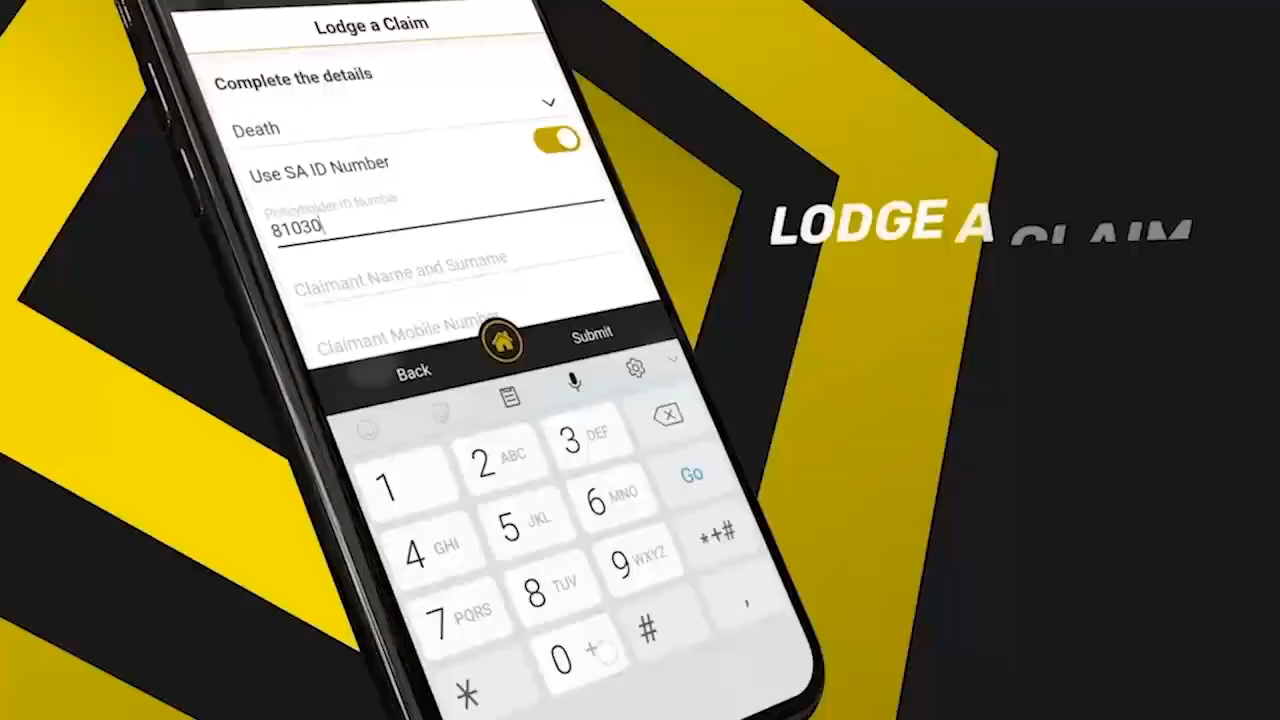 Lodge a Claim
Complete the details
Death
Use SA ID Number
Policyholder ID Number
81030
Claimant Name and Surname
Claimant Mobile Number
Back
Submit
1
2 ABC
3 DEF
4 GHI
5 JKL
6 MNO
Go
7 PQRS
8 TUV
9 WXYZ
*+#
*
0 +
#
,
LODGE A CLAIM